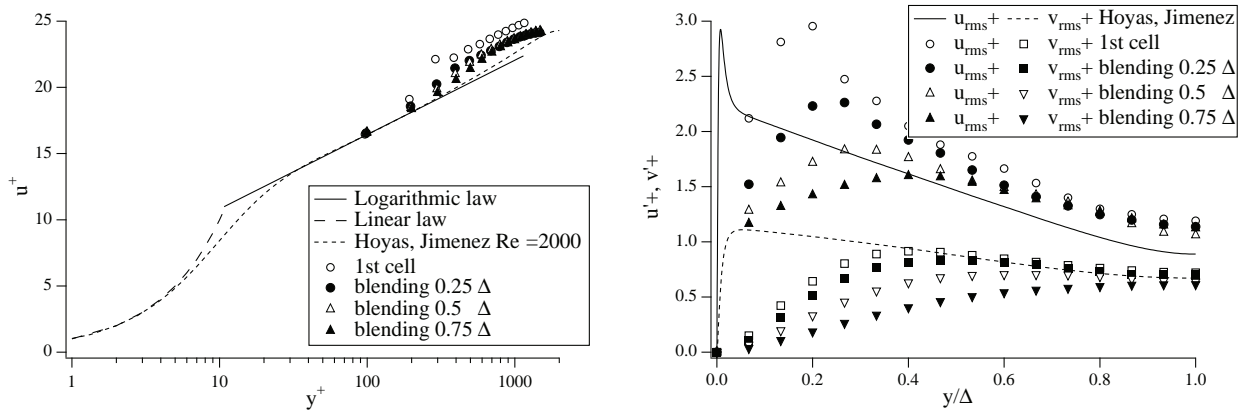 25
20
15
10
5
0
u+
1
10
100
1000
y+
Logarithmic law
Linear law
Hoyas, Jimenez Re =2000
1st cell
blending 0.25 Δ
blending 0.5 Δ
blending 0.75 Δ
3.0
2.5
2.0
1.5
1.0
0.5
0.0
u'+, v'+
0.0
0.2
0.4
0.6
0.8
1.0
y/Δ
urms+ vrms+ Hoyas, Jimenez
urms+ vrms+ 1st cell
urms+ vrms+ blending 0.25 Δ
urms+ vrms+ blending 0.5 Δ
urms+ vrms+ blending 0.75 Δ